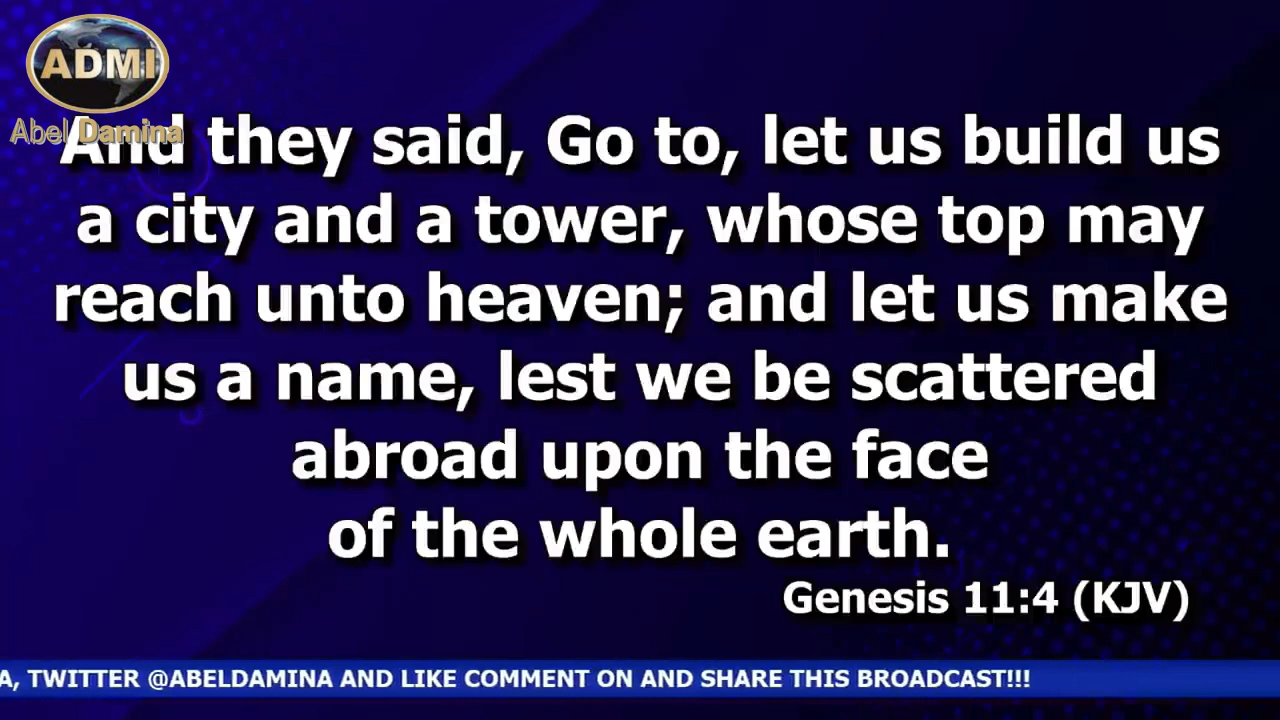 ADMI
Abel Damina
And they said, Go to, let us build us
a city and a tower, whose top may
reach unto heaven; and let us make
us a name, lest we be scattered
abroad upon the face
of the whole earth.
Genesis 11:4 (KJV)
A, TWITTER @ABELDAMINA AND LIKE COMMENT ON AND SHARE THIS BROADCAST!!!